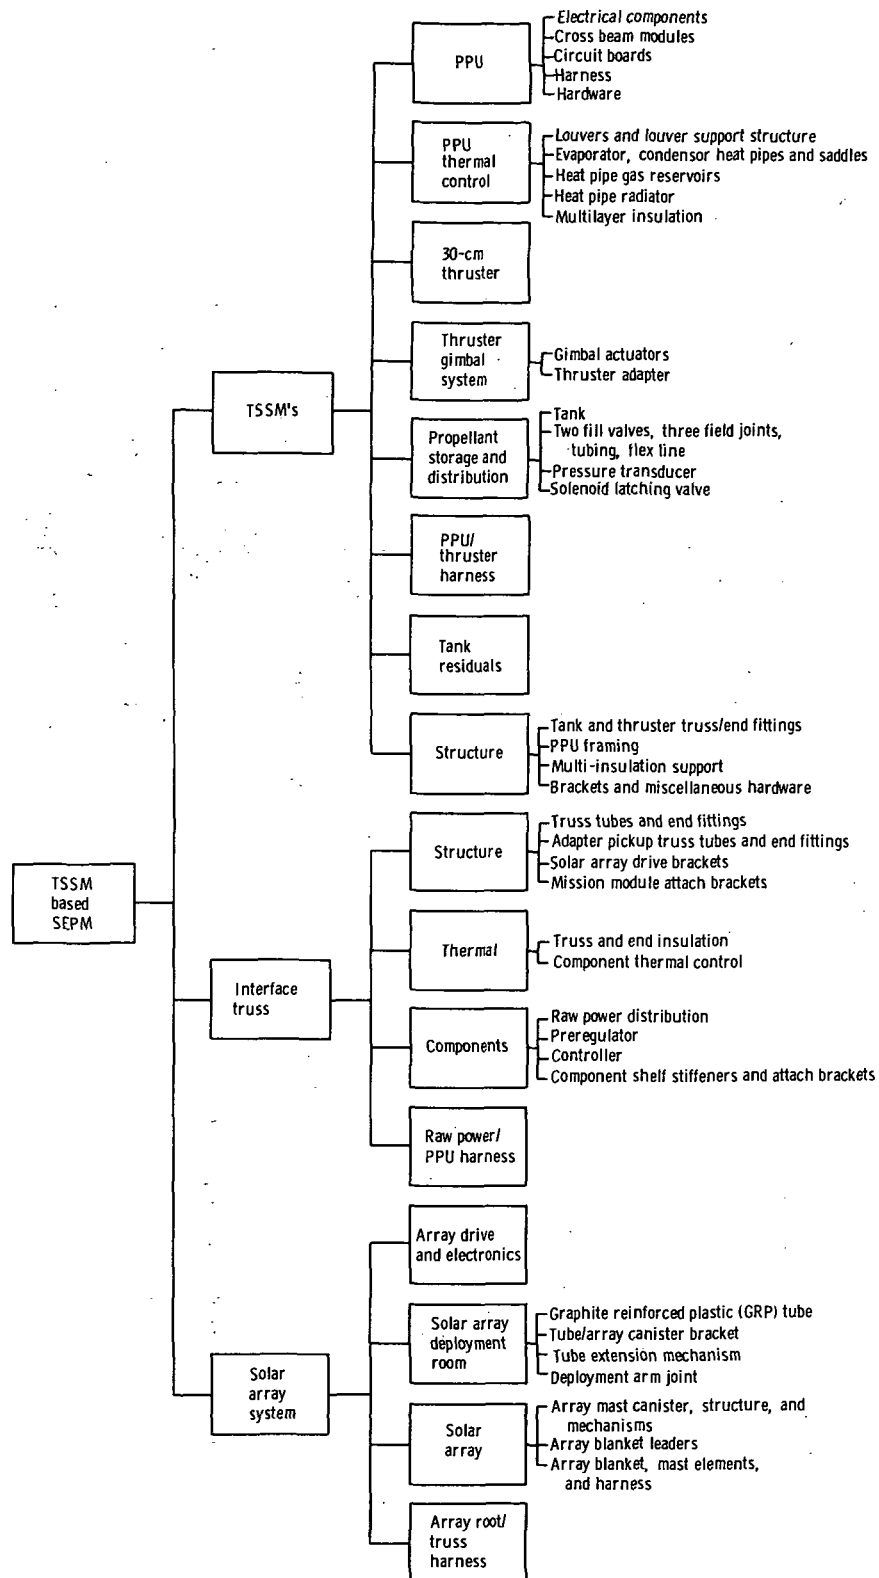 Electrical components
Cross beam modules
PPU
Circuit boards
Harness
Hardware
PPU
thermal
control
Louvers and louver support structure
Evaporator, condensor heat pipes and saddles
Heat pipe gas reservoirs
Heat pipe radiator
Multilayer insulation
30-cm
thruster
Thruster
gimbal
system
Gimbal actuators
Thruster adapter
TSSM's
Propellant
storage and
distribution
Tank
Two fill valves, three field joints,
tubing, flex line
Pressure transducer
Solenoid latching valve
PPU/
thruster
harness
Tank
residuals
Structure
Tank and thruster truss/end fittings
PPU framing
Multi-insulation support
Brackets and miscellaneous hardware
Structure
Truss tubes and end fittings
Adapter pickup truss tubes and end fittings
Solar array drive brackets
Mission module attach brackets
TSSM
based
SEPM
Thermal
Truss and end insulation
Component thermal control
Interface
truss
Components
Raw power distribution
Preregulator
Controller
Component shelf stiffeners and attach brackets
Raw power/
PPU harness
Array drive
and electronics
Solar array
deployment
room
Graphite reinforced plastic (GRP) tube
Tube/array canister bracket
Tube extension mechanism
Deployment arm joint
Solar
array
system
Solar
array
Array mast canister, structure, and
mechanisms
Array blanket leaders
Array blanket, mast elements,
and harness
Array root/
truss
harness